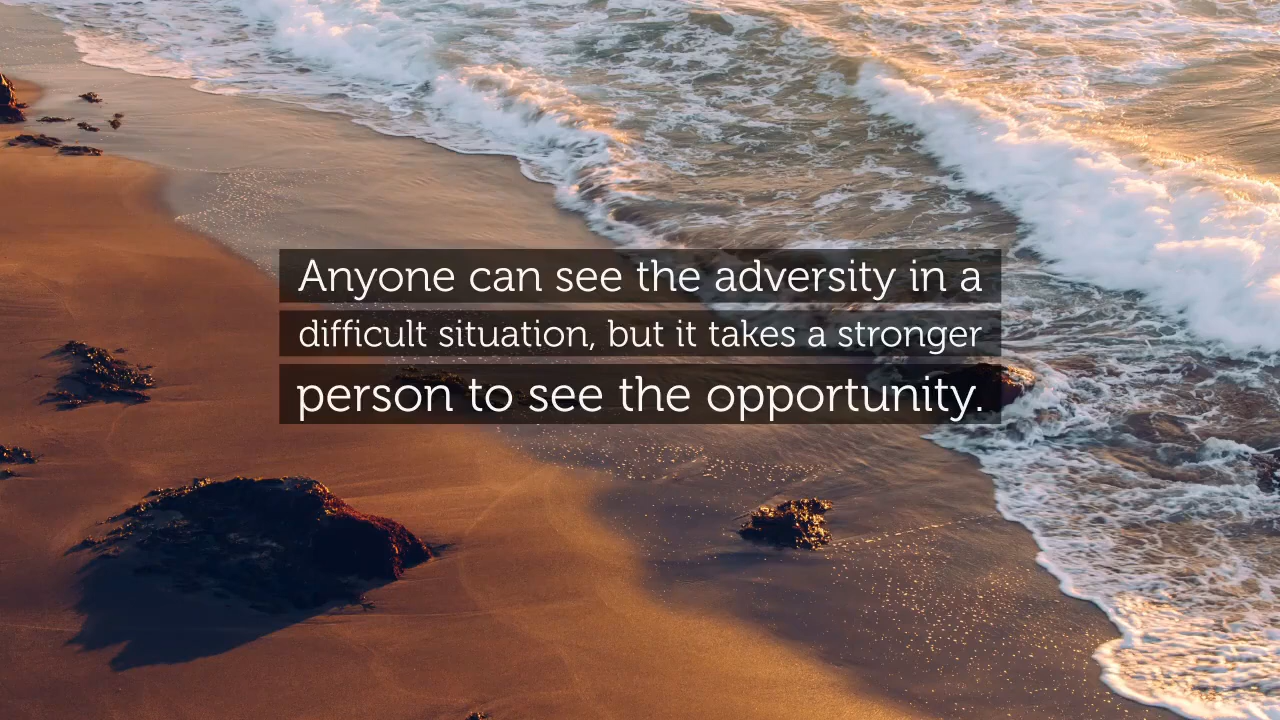 Anyone can see the adversity in a
difficult situation, but it takes a stronger
person to see the opportunity.